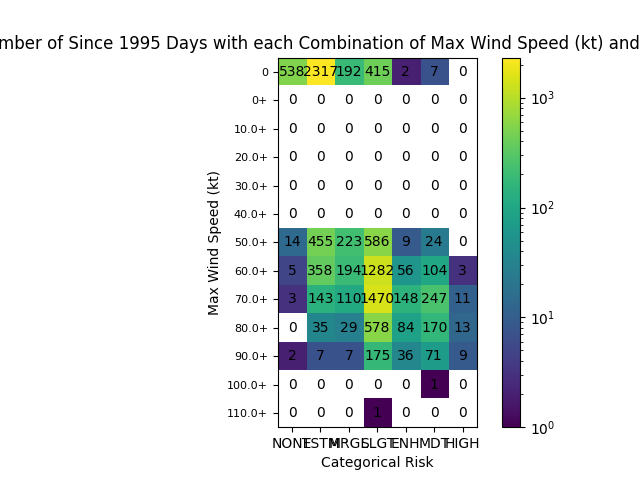 mber of Since 1995 Days with each Combination of Max Wind Speed (kt) and
0 538 2317 192 415 2 7 0
0+ 0 0 0 0 0 0 0
10.0+ 0 0 0 0 0 0 0
20.0+ 0 0 0 0 0 0 0
30.0+ 0 0 0 0 0 0 0
40.0+ 0 0 0 0 0 0 0
50.0+ 14 455 223 586 9 24 0
60.0+ 5 358 194 1282 56 104 3
70.0+ 3 143 110 1470 148 247 11
80.0+ 0 35 29 578 84 170 13
90.0+ 2 7 7 175 36 71 9
100.0+ 0 0 0 0 0 1 0
110.0+ 0 0 0 1 0 0 0
NONE TSTM MRGL SLGT ENH MDT HIGH
Categorical Risk
Max Wind Speed (kt)
10³
10²
10¹
10⁰